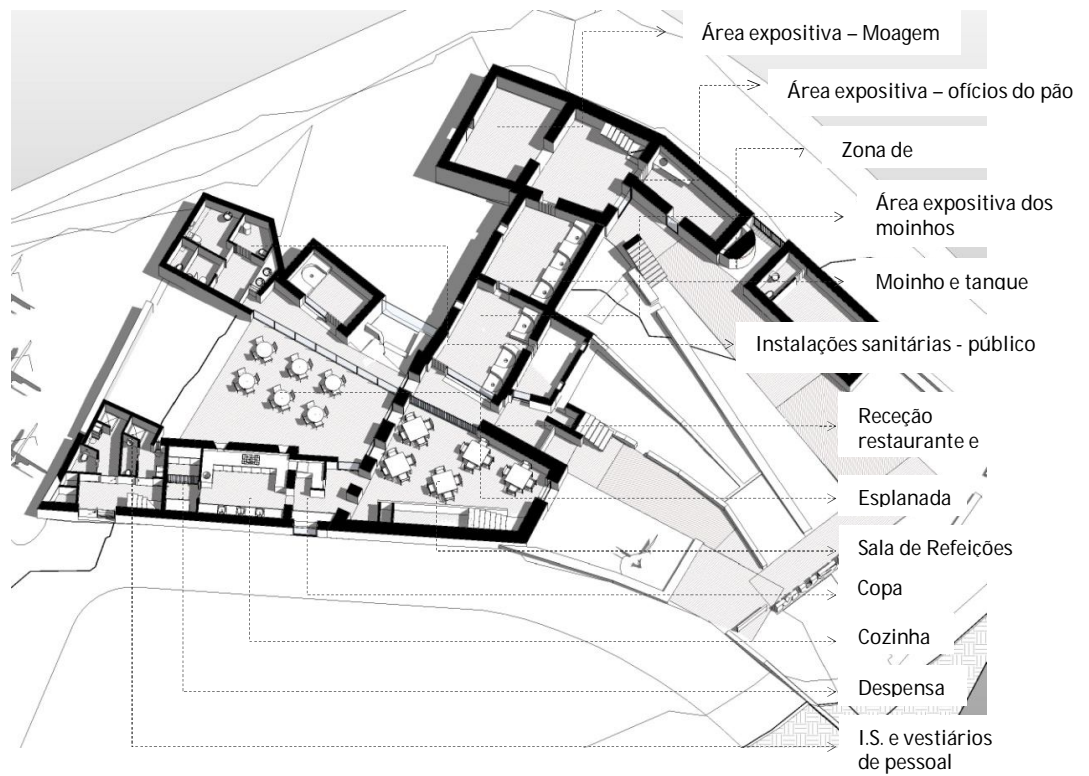 Área expositiva – Moagem
Área expositiva – ofícios do pão
Zona de
Área expositiva dos
moinhos
Moinho e tanque
Instalações sanitárias - público
Receção
restaurante e
Esplanada
Sala de Refeições
Copa
Cozinha
Despensa
I.S. e vestiários
de pessoal